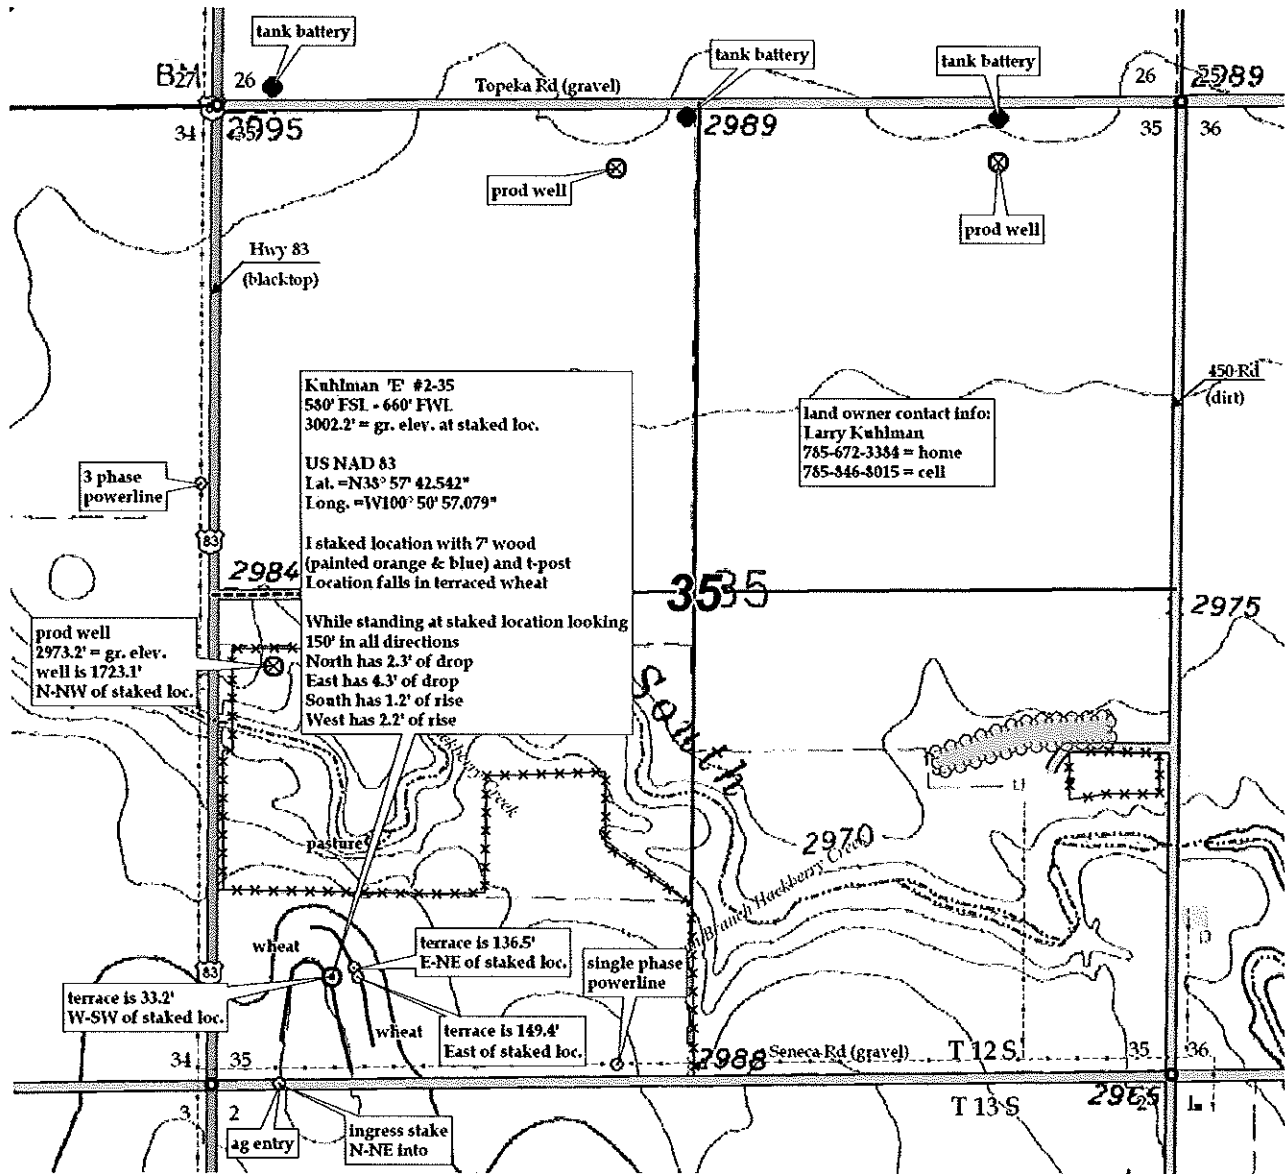 tank battery
tank battery
tank battery
BM
27
26
26
25
2989
Topeka Rd (gravel)
34
35
2995
2989
35
36
prod well
prod well
Hwy 83
(blacktop)
Kuhlman 'E' #2-35
580' FSL - 660' FWL
3002.2' = gr. elev. at staked loc.
US NAD 83
Lat. =N38° 57' 42.542"
Long. =W100° 50' 57.079"
I staked location with 7' wood
(painted orange & blue) and t-post
Location falls in terraced wheat
While standing at staked location looking
150' in all directions
North has 2.3' of drop
East has 4.3' of drop
South has 1.2' of rise
West has 2.2' of rise
450 Rd
(dirt)
land owner contact info:
Larry Kuhlman
785-672-3384 = home
785-846-8015 = cell
3 phase
powerline
83
2984
35
35
2975
prod well
2973.2' = gr. elev.
well is 1723.1'
N-NW of staked loc.
South
Hackberry Creek
pasture
2970
Branch Hackberry Creek
wheat
terrace is 136.5'
E-NE of staked loc.
single phase
powerline
83
terrace is 33.2'
W-SW of staked loc.
wheat
terrace is 149.4'
East of staked loc.
34
35
2988
Seneca Rd (gravel)
T 12 S
35
36
3
2
T 13 S
ag entry
ingress stake
N-NE into